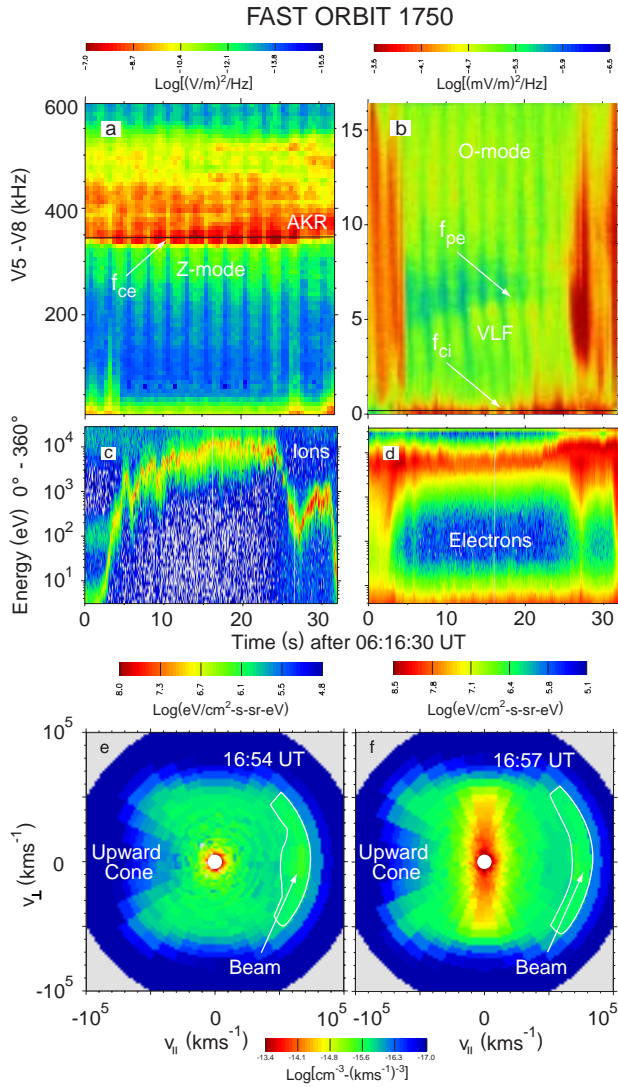 FAST ORBIT 1750
-7.0 -8.7 -10.4 -12.1 -13.8 -15.5
Log[(V/m)²/Hz]
-3.5 -4.1 -4.7 -5.3 -5.9 -6.5
Log[(mV/m)²/Hz]
V5 -V8 (kHz)
600
400
200
a
AKR
f_ce
Z-mode
15
10
5
0
b
O-mode
f_pe
VLF
f_ci
Energy (eV) 0° - 360°
10⁴
10³
10²
10¹
c
Ions
d
Electrons
0 10 20 30
0 10 20 30
Time (s) after 06:16:30 UT
8.0 7.3 6.7 6.1 5.5 4.8
Log(eV/cm²-s-sr-eV)
8.5 7.8 7.1 6.4 5.8 5.1
Log(eV/cm²-s-sr-eV)
v⊥ (kms⁻¹)
10⁵
0
-10⁵
e
16:54 UT
Upward
Cone
Beam
f
16:57 UT
Upward
Cone
Beam
-10⁵ 0 10⁵
-10⁵ 0 10⁵
v|| (kms⁻¹)
v|| (kms⁻¹)
-13.4 -14.1 -14.8 -15.6 -16.3 -17.0
Log[cm⁻³-(kms⁻¹)⁻³]